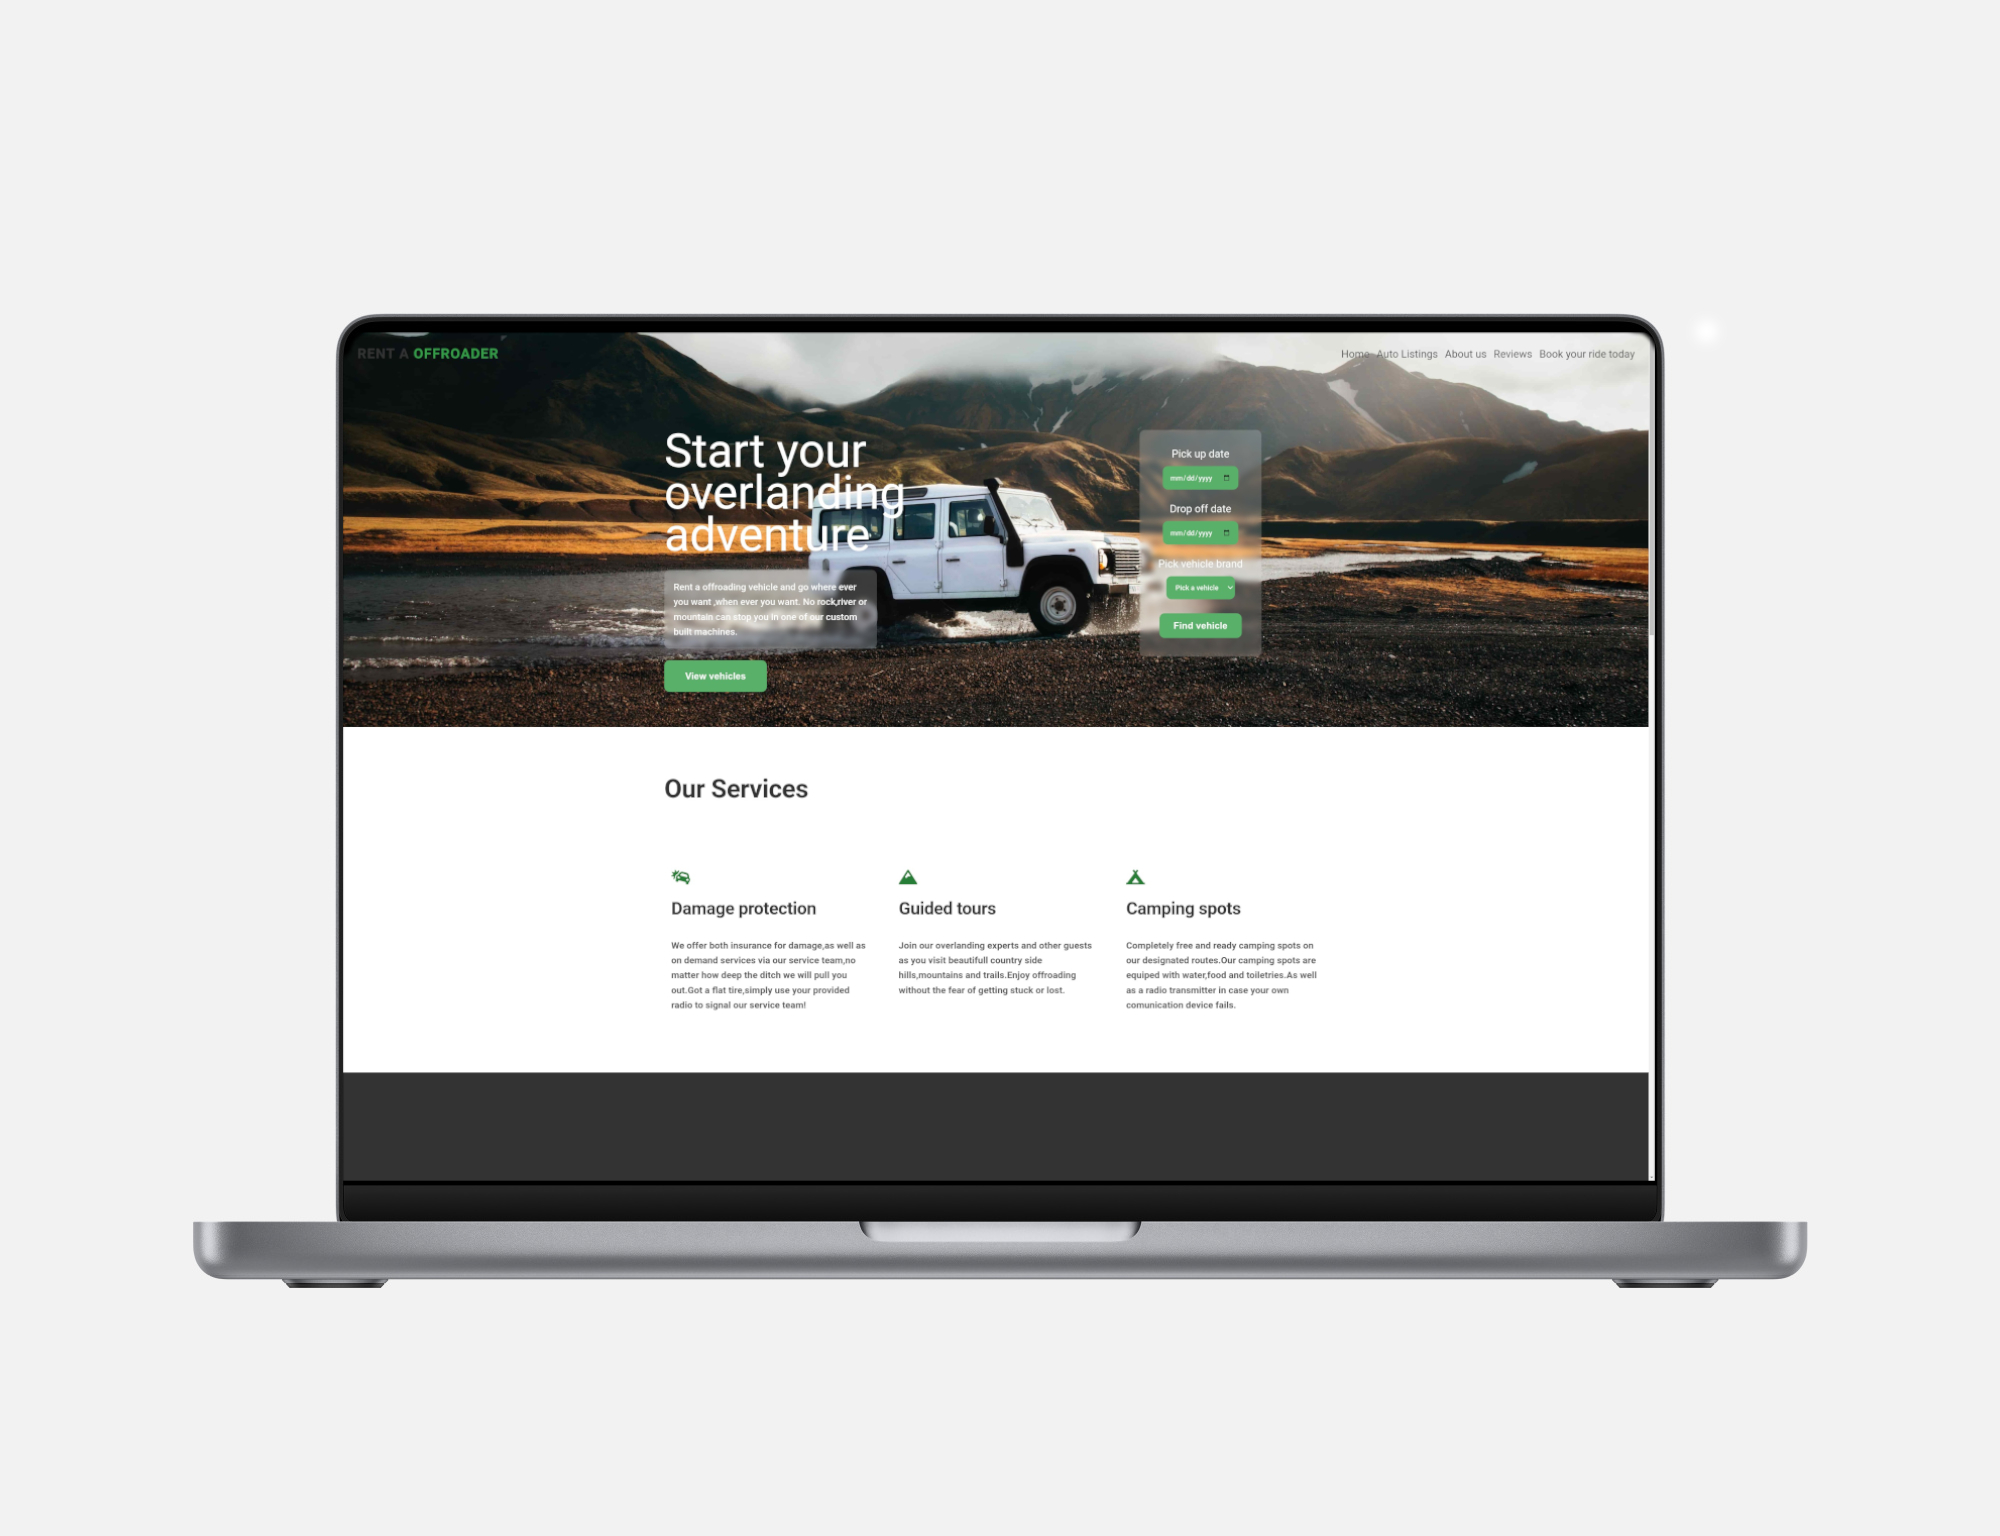 RENT A OFFROADER
Home Auto Listings About us Reviews Book your ride today
Start your
overlanding
adventure
Rent a offroading vehicle and go where ever
you want ,when ever you want. No rock,river or
mountain can stop you in one of our custom
built machines.
View vehicles
Pick up date
mm/dd/yyyy
Drop off date
mm/dd/yyyy
Pick vehicle brand
Pick a vehicle
Find vehicle
Our Services
Damage protection
We offer both insurance for damage,as well as
on demand services via our service team,no
matter how deep the ditch we will pull you
out.Got a flat tire,simply use your provided
radio to signal our service team!
Guided tours
Join our overlanding experts and other guests
as you visit beautifull country side
hills,mountains and trails.Enjoy offroading
without the fear of getting stuck or lost.
Camping spots
Completely free and ready camping spots on
our designated routes.Our camping spots are
equiped with water,food and toiletries.As well
as a radio transmitter in case your own
comunication device fails.